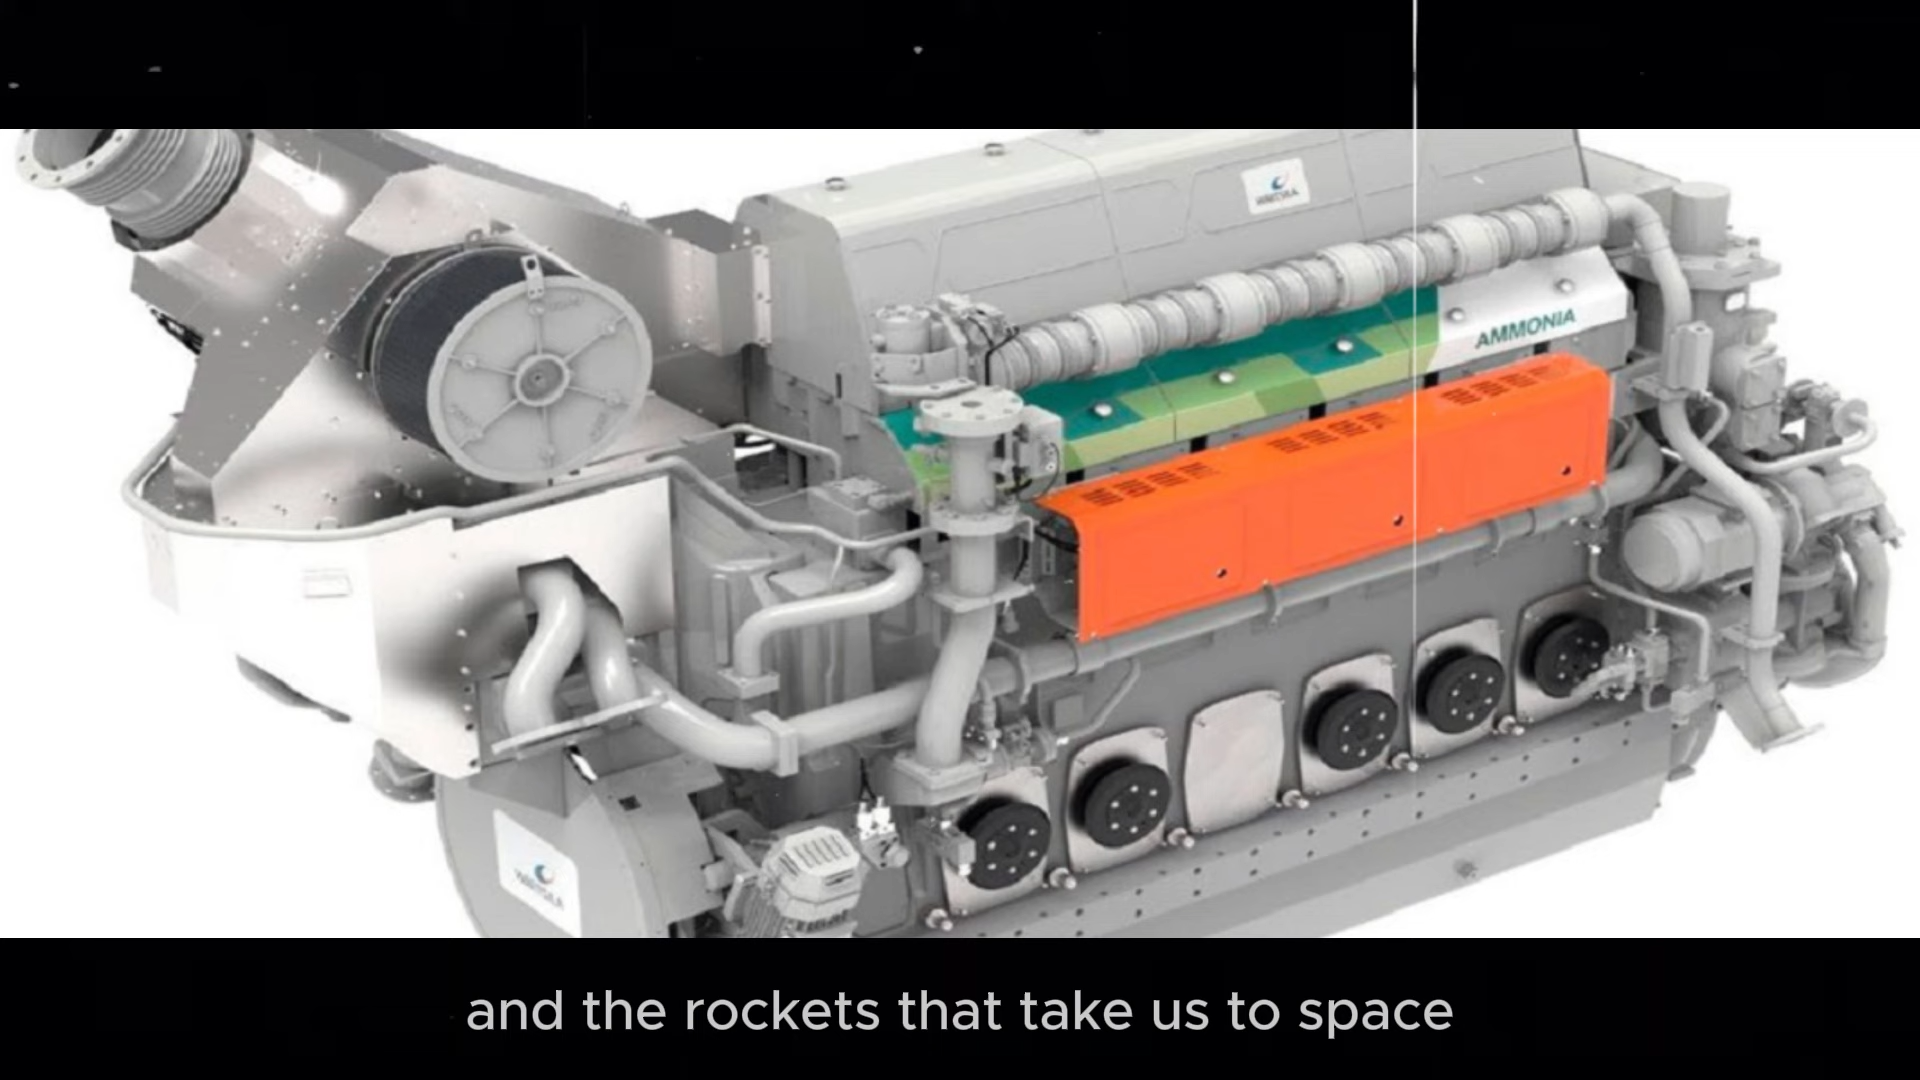 AMMONIA
and the rockets that take us to space